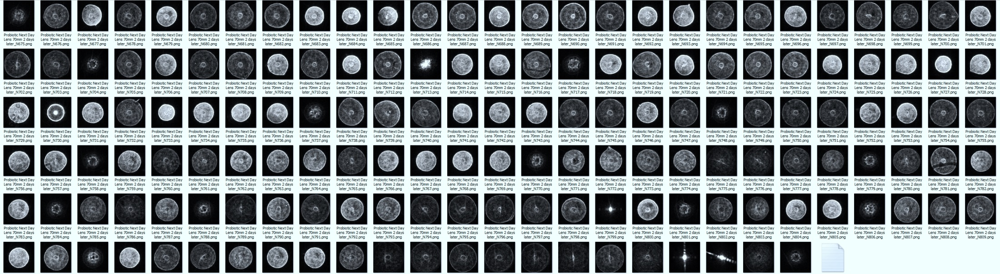 Probiotic Next Day
Lens 70mm 2 days
later_N675.png
Probiotic Next Day
Lens 70mm 2 days
later_N676.png
Probiotic Next Day
Lens 70mm 2 days
later_N677.png
Probiotic Next Day
Lens 70mm 2 days
later_N678.png
Probiotic Next Day
Lens 70mm 2 days
later_N679.png
Probiotic Next Day
Lens 70mm 2 days
later_N680.png
Probiotic Next Day
Lens 70mm 2 days
later_N681.png
Probiotic Next Day
Lens 70mm 2 days
later_N682.png
Probiotic Next Day
Lens 70mm 2 days
later_N683.png
Probiotic Next Day
Lens 70mm 2 days
later_N684.png
Probiotic Next Day
Lens 70mm 2 days
later_N685.png
Probiotic Next Day
Lens 70mm 2 days
later_N686.png
Probiotic Next Day
Lens 70mm 2 days
later_N687.png
Probiotic Next Day
Lens 70mm 2 days
later_N688.png
Probiotic Next Day
Lens 70mm 2 days
later_N689.png
Probiotic Next Day
Lens 70mm 2 days
later_N690.png
Probiotic Next Day
Lens 70mm 2 days
later_N691.png
Probiotic Next Day
Lens 70mm 2 days
later_N692.png
Probiotic Next Day
Lens 70mm 2 days
later_N693.png
Probiotic Next Day
Lens 70mm 2 days
later_N694.png
Probiotic Next Day
Lens 70mm 2 days
later_N695.png
Probiotic Next Day
Lens 70mm 2 days
later_N696.png
Probiotic Next Day
Lens 70mm 2 days
later_N697.png
Probiotic Next Day
Lens 70mm 2 days
later_N698.png
Probiotic Next Day
Lens 70mm 2 days
later_N699.png
Probiotic Next Day
Lens 70mm 2 days
later_N700.png
Probiotic Next Day
Lens 70mm 2 days
later_N701.png
Probiotic Next Day
Lens 70mm 2 days
later_N702.png
Probiotic Next Day
Lens 70mm 2 days
later_N703.png
Probiotic Next Day
Lens 70mm 2 days
later_N704.png
Probiotic Next Day
Lens 70mm 2 days
later_N705.png
Probiotic Next Day
Lens 70mm 2 days
later_N706.png
Probiotic Next Day
Lens 70mm 2 days
later_N707.png
Probiotic Next Day
Lens 70mm 2 days
later_N708.png
Probiotic Next Day
Lens 70mm 2 days
later_N709.png
Probiotic Next Day
Lens 70mm 2 days
later_N710.png
Probiotic Next Day
Lens 70mm 2 days
later_N711.png
Probiotic Next Day
Lens 70mm 2 days
later_N712.png
Probiotic Next Day
Lens 70mm 2 days
later_N713.png
Probiotic Next Day
Lens 70mm 2 days
later_N714.png
Probiotic Next Day
Lens 70mm 2 days
later_N715.png
Probiotic Next Day
Lens 70mm 2 days
later_N716.png
Probiotic Next Day
Lens 70mm 2 days
later_N717.png
Probiotic Next Day
Lens 70mm 2 days
later_N718.png
Probiotic Next Day
Lens 70mm 2 days
later_N719.png
Probiotic Next Day
Lens 70mm 2 days
later_N720.png
Probiotic Next Day
Lens 70mm 2 days
later_N721.png
Probiotic Next Day
Lens 70mm 2 days
later_N722.png
Probiotic Next Day
Lens 70mm 2 days
later_N723.png
Probiotic Next Day
Lens 70mm 2 days
later_N724.png
Probiotic Next Day
Lens 70mm 2 days
later_N725.png
Probiotic Next Day
Lens 70mm 2 days
later_N726.png
Probiotic Next Day
Lens 70mm 2 days
later_N727.png
Probiotic Next Day
Lens 70mm 2 days
later_N728.png
Probiotic Next Day
Lens 70mm 2 days
later_N729.png
Probiotic Next Day
Lens 70mm 2 days
later_N730.png
Probiotic Next Day
Lens 70mm 2 days
later_N731.png
Probiotic Next Day
Lens 70mm 2 days
later_N732.png
Probiotic Next Day
Lens 70mm 2 days
later_N733.png
Probiotic Next Day
Lens 70mm 2 days
later_N734.png
Probiotic Next Day
Lens 70mm 2 days
later_N735.png
Probiotic Next Day
Lens 70mm 2 days
later_N736.png
Probiotic Next Day
Lens 70mm 2 days
later_N737.png
Probiotic Next Day
Lens 70mm 2 days
later_N738.png
Probiotic Next Day
Lens 70mm 2 days
later_N739.png
Probiotic Next Day
Lens 70mm 2 days
later_N740.png
Probiotic Next Day
Lens 70mm 2 days
later_N741.png
Probiotic Next Day
Lens 70mm 2 days
later_N742.png
Probiotic Next Day
Lens 70mm 2 days
later_N743.png
Probiotic Next Day
Lens 70mm 2 days
later_N744.png
Probiotic Next Day
Lens 70mm 2 days
later_N745.png
Probiotic Next Day
Lens 70mm 2 days
later_N746.png
Probiotic Next Day
Lens 70mm 2 days
later_N747.png
Probiotic Next Day
Lens 70mm 2 days
later_N748.png
Probiotic Next Day
Lens 70mm 2 days
later_N749.png
Probiotic Next Day
Lens 70mm 2 days
later_N750.png
Probiotic Next Day
Lens 70mm 2 days
later_N751.png
Probiotic Next Day
Lens 70mm 2 days
later_N752.png
Probiotic Next Day
Lens 70mm 2 days
later_N753.png
Probiotic Next Day
Lens 70mm 2 days
later_N754.png
Probiotic Next Day
Lens 70mm 2 days
later_N755.png
Probiotic Next Day
Lens 70mm 2 days
later_N756.png
Probiotic Next Day
Lens 70mm 2 days
later_N757.png
Probiotic Next Day
Lens 70mm 2 days
later_N758.png
Probiotic Next Day
Lens 70mm 2 days
later_N759.png
Probiotic Next Day
Lens 70mm 2 days
later_N760.png
Probiotic Next Day
Lens 70mm 2 days
later_N761.png
Probiotic Next Day
Lens 70mm 2 days
later_N762.png
Probiotic Next Day
Lens 70mm 2 days
later_N763.png
Probiotic Next Day
Lens 70mm 2 days
later_N764.png
Probiotic Next Day
Lens 70mm 2 days
later_N765.png
Probiotic Next Day
Lens 70mm 2 days
later_N766.png
Probiotic Next Day
Lens 70mm 2 days
later_N767.png
Probiotic Next Day
Lens 70mm 2 days
later_N768.png
Probiotic Next Day
Lens 70mm 2 days
later_N769.png
Probiotic Next Day
Lens 70mm 2 days
later_N770.png
Probiotic Next Day
Lens 70mm 2 days
later_N771.png
Probiotic Next Day
Lens 70mm 2 days
later_N772.png
Probiotic Next Day
Lens 70mm 2 days
later_N773.png
Probiotic Next Day
Lens 70mm 2 days
later_N774.png
Probiotic Next Day
Lens 70mm 2 days
later_N775.png
Probiotic Next Day
Lens 70mm 2 days
later_N776.png
Probiotic Next Day
Lens 70mm 2 days
later_N777.png
Probiotic Next Day
Lens 70mm 2 days
later_N778.png
Probiotic Next Day
Lens 70mm 2 days
later_N779.png
Probiotic Next Day
Lens 70mm 2 days
later_N780.png
Probiotic Next Day
Lens 70mm 2 days
later_N781.png
Probiotic Next Day
Lens 70mm 2 days
later_N782.png
Probiotic Next Day
Lens 70mm 2 days
later_N783.png
Probiotic Next Day
Lens 70mm 2 days
later_N784.png
Probiotic Next Day
Lens 70mm 2 days
later_N785.png
Probiotic Next Day
Lens 70mm 2 days
later_N786.png
Probiotic Next Day
Lens 70mm 2 days
later_N787.png
Probiotic Next Day
Lens 70mm 2 days
later_N788.png
Probiotic Next Day
Lens 70mm 2 days
later_N789.png
Probiotic Next Day
Lens 70mm 2 days
later_N790.png
Probiotic Next Day
Lens 70mm 2 days
later_N791.png
Probiotic Next Day
Lens 70mm 2 days
later_N792.png
Probiotic Next Day
Lens 70mm 2 days
later_N793.png
Probiotic Next Day
Lens 70mm 2 days
later_N794.png
Probiotic Next Day
Lens 70mm 2 days
later_N795.png
Probiotic Next Day
Lens 70mm 2 days
later_N796.png
Probiotic Next Day
Lens 70mm 2 days
later_N797.png
Probiotic Next Day
Lens 70mm 2 days
later_N798.png
Probiotic Next Day
Lens 70mm 2 days
later_N799.png
Probiotic Next Day
Lens 70mm 2 days
later_N800.png
Probiotic Next Day
Lens 70mm 2 days
later_N801.png
Probiotic Next Day
Lens 70mm 2 days
later_N802.png
Probiotic Next Day
Lens 70mm 2 days
later_N803.png
Probiotic Next Day
Lens 70mm 2 days
later_N804.png
Probiotic Next Day
Lens 70mm 2 days
later_N805.png
Probiotic Next Day
Lens 70mm 2 days
later_N806.png
Probiotic Next Day
Lens 70mm 2 days
later_N807.png
Probiotic Next Day
Lens 70mm 2 days
later_N808.png
Probiotic Next Day
Lens 70mm 2 days
later_N809.png